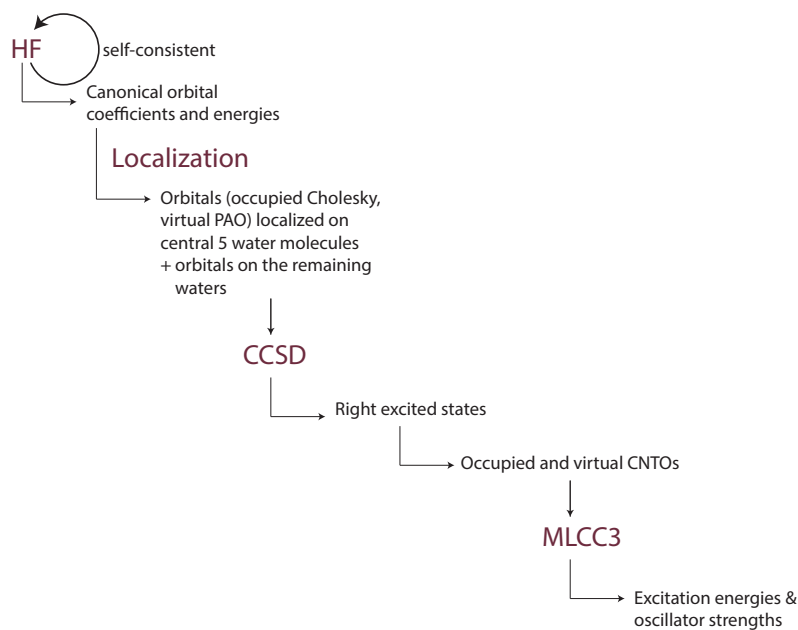 HF
self-consistent
Canonical orbital
coefficients and energies
Localization
Orbitals (occupied Cholesky,
virtual PAO) localized on
central 5 water molecules
+ orbitals on the remaining
waters
CCSD
Right excited states
Occupied and virtual CNTOs
MLCC3
Excitation energies &
oscillator strengths